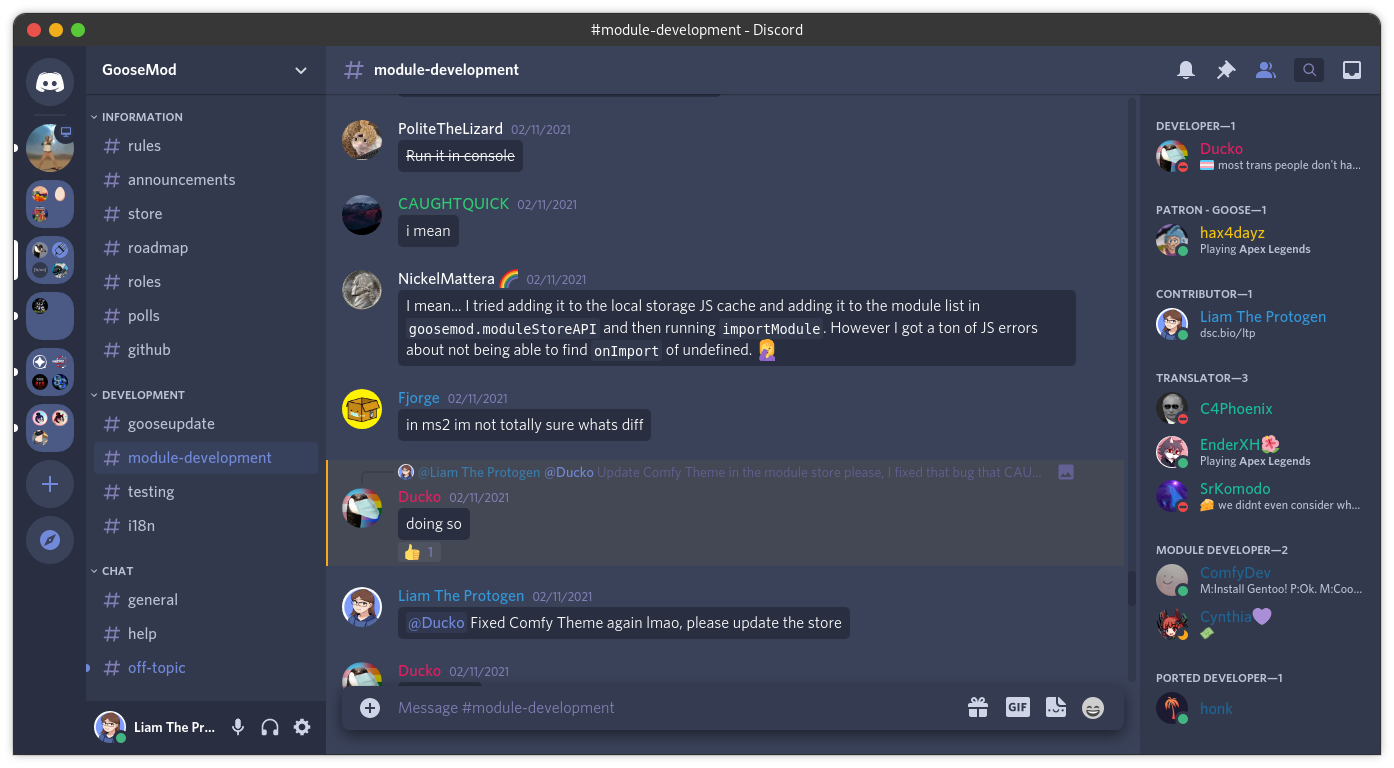 #module-development - Discord
GooseMod
module-development
INFORMATION
rules
announcements
store
roadmap
roles
polls
github
DEVELOPMENT
gooseupdate
module-development
testing
i18n
CHAT
general
help
off-topic
Liam The Pr...
PoliteTheLizard 02/11/2021
Run it in console
CAUGHTQUICK 02/11/2021
i mean
NickelMattera 🌈 02/11/2021
I mean... I tried adding it to the local storage JS cache and adding it to the module list in
goosemod.moduleStoreAPI and then running importModule. However I got a ton of JS errors
about not being able to find onImport of undefined. 🤦
Fjorge 02/11/2021
in ms2 im not totally sure whats diff
@Liam The Protogen @Ducko Update Comfy Theme in the module store please, I fixed that bug that CAU...
Ducko 02/11/2021
doing so
👍 1
Liam The Protogen 02/11/2021
@Ducko Fixed Comfy Theme again lmao, please update the store
Ducko 02/11/2021
Message #module-development
GIF
DEVELOPER—1
Ducko
most trans people don't ha...
PATRON - GOOSE—1
hax4dayz
Playing Apex Legends
CONTRIBUTOR—1
Liam The Protogen
dsc.bio/ltp
TRANSLATOR—3
C4Phoenix
EnderXH🌺
Playing Apex Legends
SrKomodo
🧀 we didnt even consider wh...
MODULE DEVELOPER—2
ComfyDev
M:Install Gentoo! P:Ok. M:Coo...
Cynthia💜
PORTED DEVELOPER—1
honk